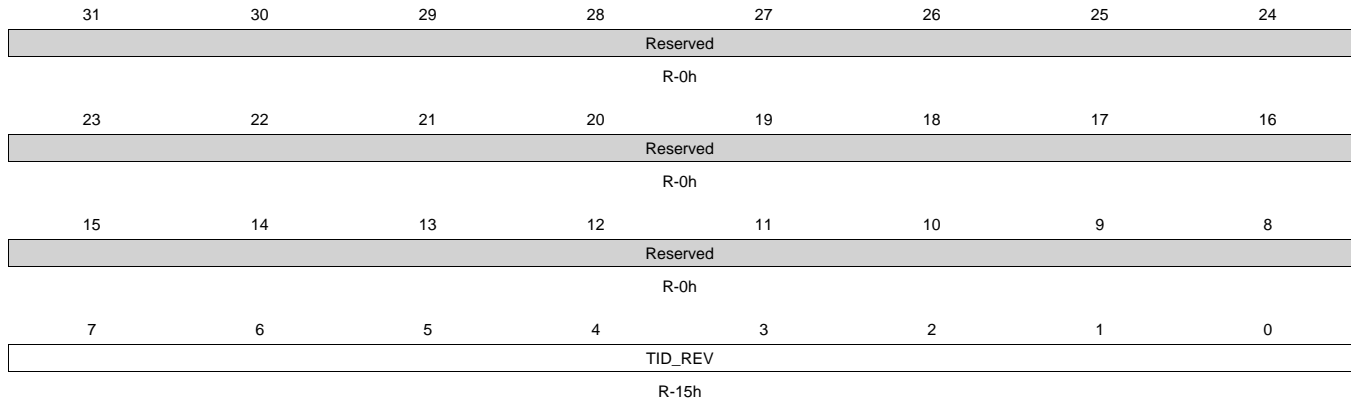 31 30 29 28 27 26 25 24
Reserved
R-0h
23 22 21 20 19 18 17 16
Reserved
R-0h
15 14 13 12 11 10 9 8
Reserved
R-0h
7 6 5 4 3 2 1 0
TID_REV
R-15h